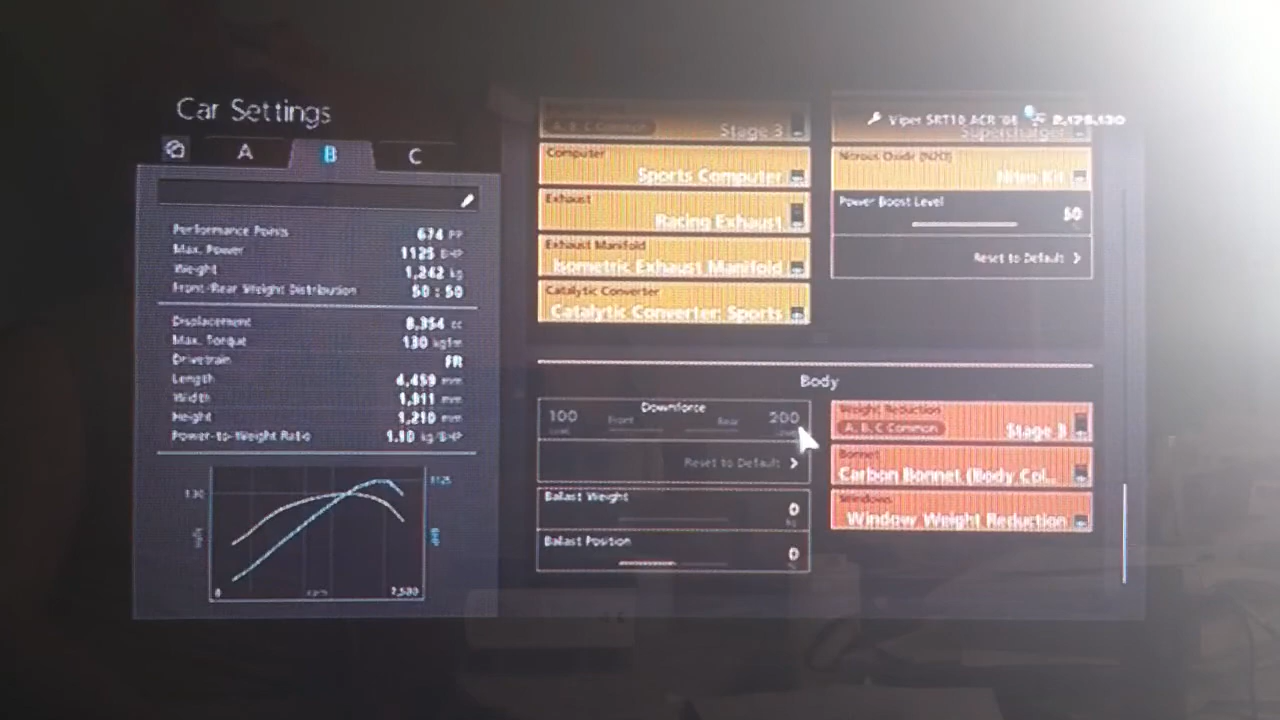 Car Settings
A
B
C
Performance Points 674 PP
Max. Power 1125 BHP
Weight 1,242 kg
Front/Rear Weight Distribution 50 : 50
Displacement 8,354 cc
Max. Torque 130 kgfm
Drivetrain FR
Length 4,459 mm
Width 1,911 mm
Height 1,210 mm
Power-to-Weight Ratio 1.10 kg/BHP
130
1125
BHP
0 rpm 7,500
A, B, C Common
Stage 3
Computer
Sports Computer
Exhaust
Racing Exhaust
Exhaust Manifold
Isometric Exhaust Manifold
Catalytic Converter
Catalytic Converter: Sports
Viper SRT10 ACR '08
Supercharger
Nitrous Oxide (N2O)
Nitro Kit
Power Boost Level
50
Reset to Default
Body
Downforce
100 Front Rear 200
Reset to Default
Ballast Weight
0
kg
Ballast Position
0
Weight Reduction
A, B, C Common
Stage 3
Bonnet
Carbon Bonnet (Body Col...
Windows
Window Weight Reduction